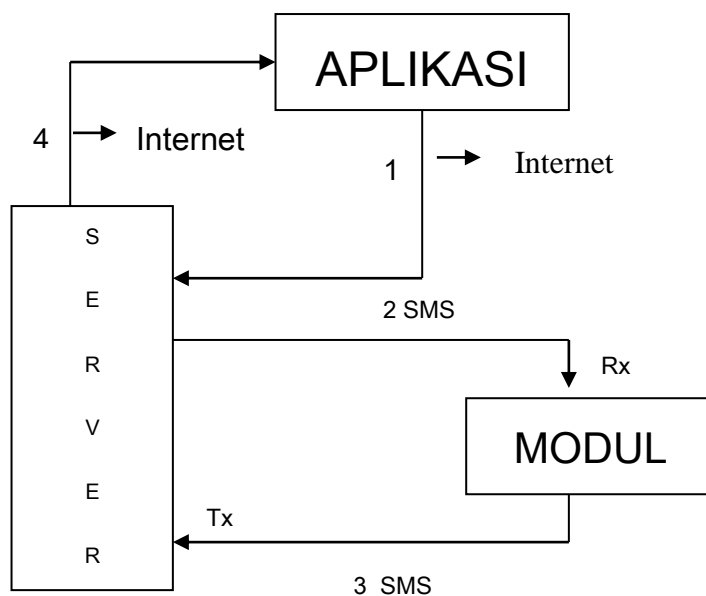 APLIKASI
4
Internet
1
Internet
S
E
R
V
E
R
2 SMS
Rx
MODUL
Tx
3 SMS